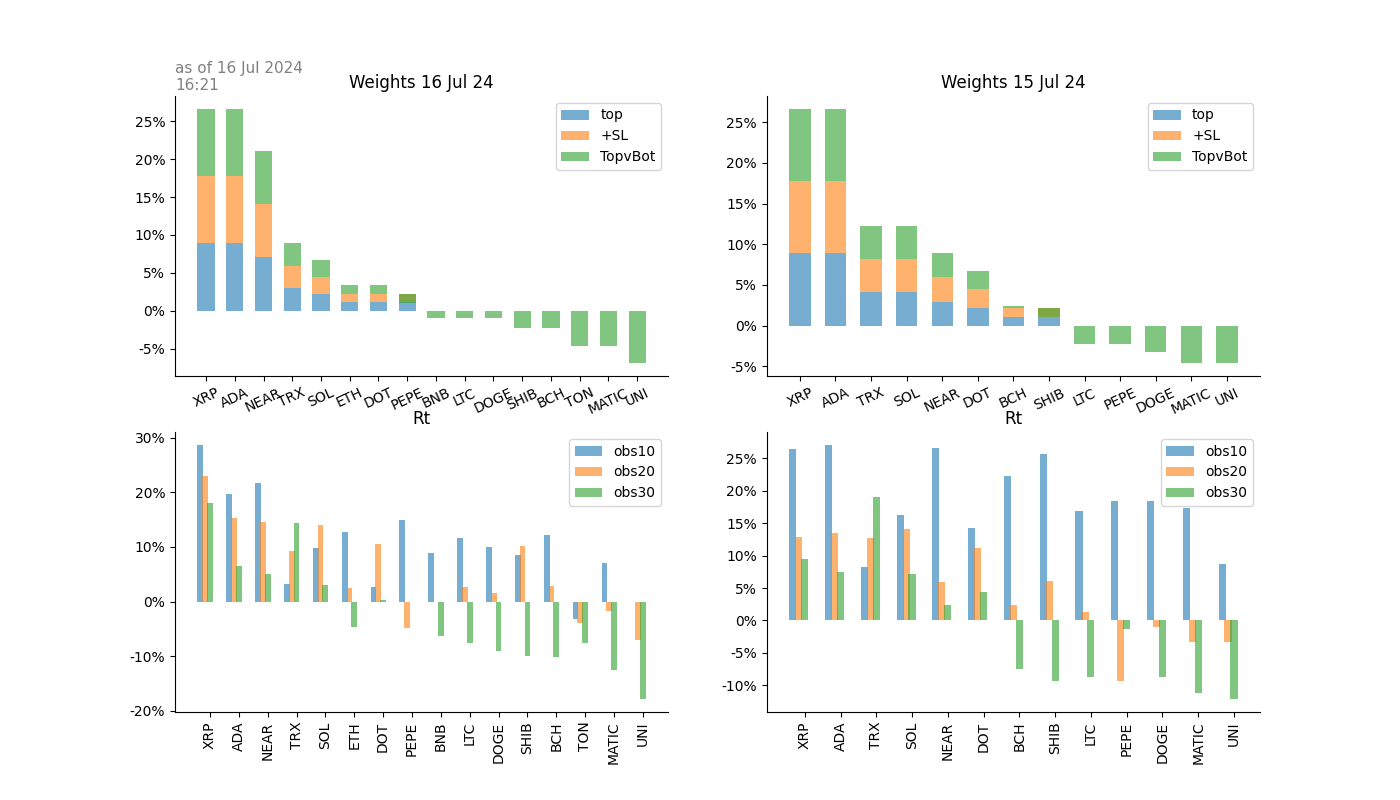 as of 16 Jul 2024
16:21
Weights 16 Jul 24
25%
20%
15%
10%
5%
0%
-5%
top
+SL
TopvBot
XRP ADA NEAR TRX SOL ETH DOT PEPE BNB LTC DOGE SHIB BCH TON MATIC UNI
Weights 15 Jul 24
25%
20%
15%
10%
5%
0%
-5%
top
+SL
TopvBot
XRP ADA TRX SOL NEAR DOT BCH SHIB LTC PEPE DOGE MATIC UNI
Rt
30%
20%
10%
0%
-10%
-20%
obs10
obs20
obs30
XRP ADA NEAR TRX SOL ETH DOT PEPE BNB LTC DOGE SHIB BCH TON MATIC UNI
Rt
25%
20%
15%
10%
5%
0%
-5%
-10%
obs10
obs20
obs30
XRP ADA TRX SOL NEAR DOT BCH SHIB LTC PEPE DOGE MATIC UNI